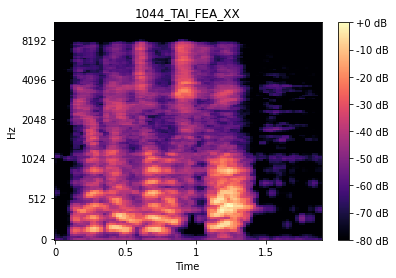 1044_TAI_FEA_XX
8192
4096
2048
1024
512
0
Hz
0
0.5
1
1.5
Time
+0 dB
-10 dB
-20 dB
-30 dB
-40 dB
-50 dB
-60 dB
-70 dB
-80 dB